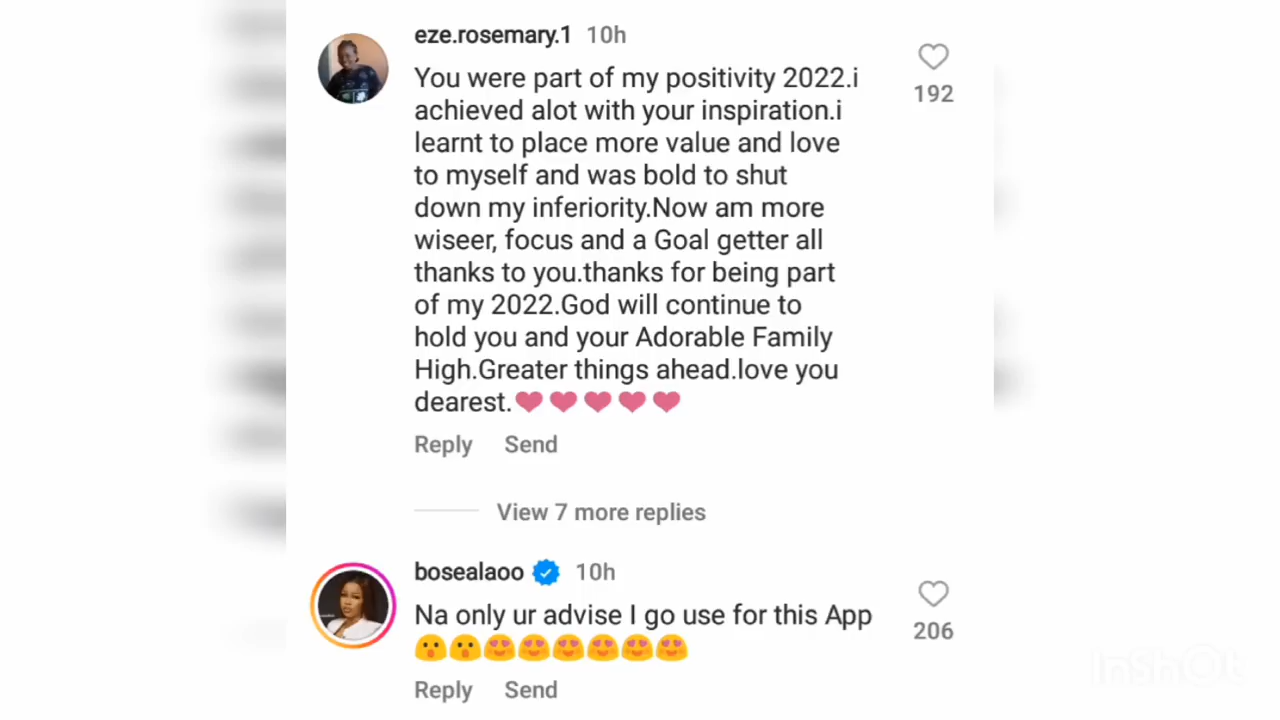 eze.rosemary.1 10h
You were part of my positivity 2022.i
achieved alot with your inspiration.i
learnt to place more value and love
to myself and was bold to shut
down my inferiority.Now am more
wiseer, focus and a Goal getter all
thanks to you.thanks for being part
of my 2022.God will continue to
hold you and your Adorable Family
High.Greater things ahead.love you
dearest.❤❤❤❤❤
192
Reply Send
View 7 more replies
bosealaoo 10h
Na only ur advise I go use for this App
😗😗😍😍😍😍😍😍
206
Reply Send
InShOt